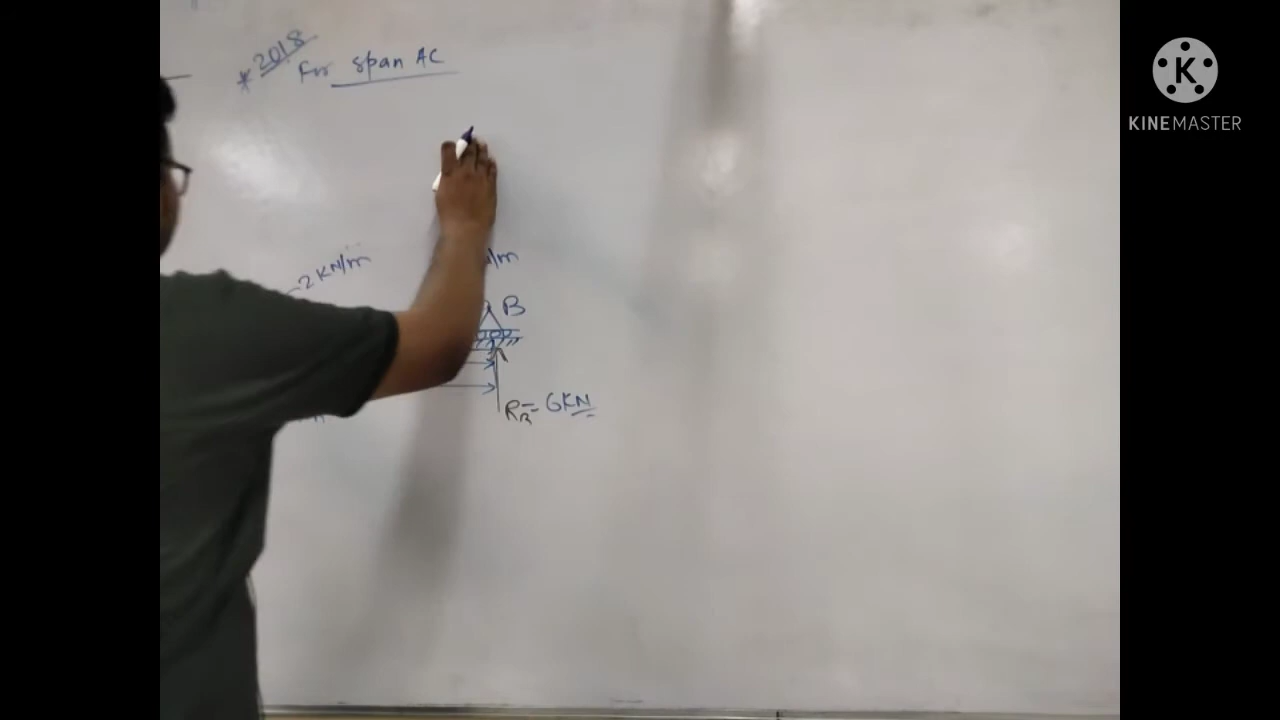 *2018
For span AC
2 KN/m
N/m
B
R_B = 6KN
KINEMASTER